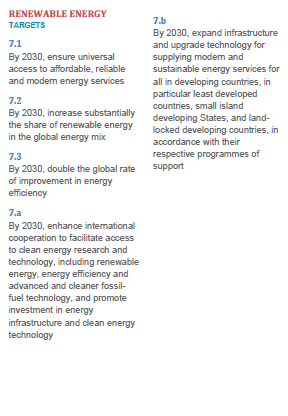 RENEWABLE ENERGY
TARGETS
7.1
By 2030, ensure universal
access to affordable, reliable
and modern energy services
7.2
By 2030, increase substantially
the share of renewable energy
in the global energy mix
7.3
By 2030, double the global rate
of improvement in energy
efficiency
7.a
By 2030, enhance international
cooperation to facilitate access
to clean energy research and
technology, including renewable
energy, energy efficiency and
advanced and cleaner fossil-
fuel technology, and promote
investment in energy
infrastructure and clean energy
technology
7.b
By 2030, expand infrastructure
and upgrade technology for
supplying modern and
sustainable energy services for
all in developing countries, in
particular least developed
countries, small island
developing States, and land-
locked developing countries, in
accordance with their
respective programmes of
support